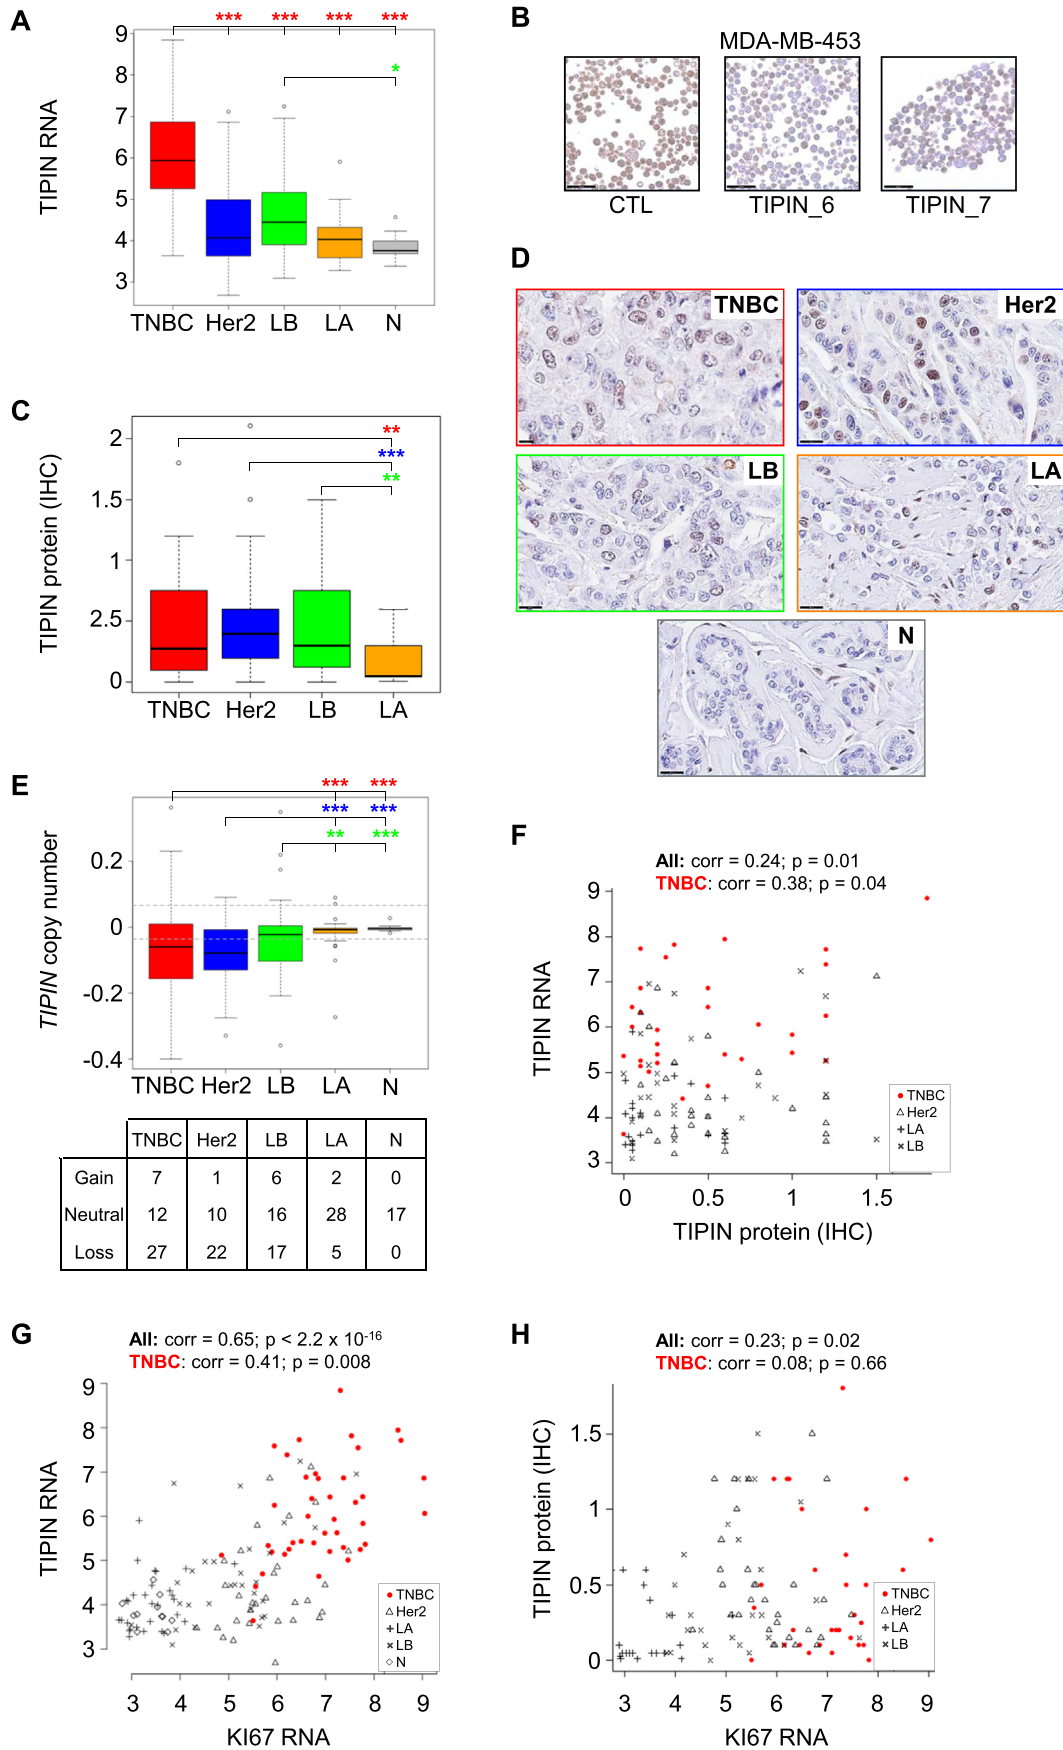 A
*** *** *** ***
*
TIPIN RNA
9
8
7
6
5
4
3
TNBC Her2 LB LA N
B
MDA-MB-453
CTL TIPIN_6 TIPIN_7
C
**
***
**
TIPIN protein (IHC)
2
1.5
1
2.5
0
TNBC Her2 LB LA
D
TNBC Her2
LB LA
N
E
*** ***
*** ***
** ***
TIPIN copy number
0.2
0
-0.2
-0.4
TNBC Her2 LB LA N
TNBC Her2 LB LA N
Gain 7 1 6 2 0
Neutral 12 10 16 28 17
Loss 27 22 17 5 0
F
All: corr = 0.24; p = 0.01
TNBC: corr = 0.38; p = 0.04
TIPIN RNA
9
8
7
6
5
4
3
TNBC
Her2
LA
LB
0 0.5 1 1.5
TIPIN protein (IHC)
G
All: corr = 0.65; p < 2.2 x 10-16
TNBC: corr = 0.41; p = 0.008
TIPIN RNA
9
8
7
6
5
4
3
TNBC
Her2
LA
LB
N
3 4 5 6 7 8 9
KI67 RNA
H
All: corr = 0.23; p = 0.02
TNBC: corr = 0.08; p = 0.66
TIPIN protein (IHC)
1.5
1
0.5
0
TNBC
Her2
LA
LB
3 4 5 6 7 8 9
KI67 RNA